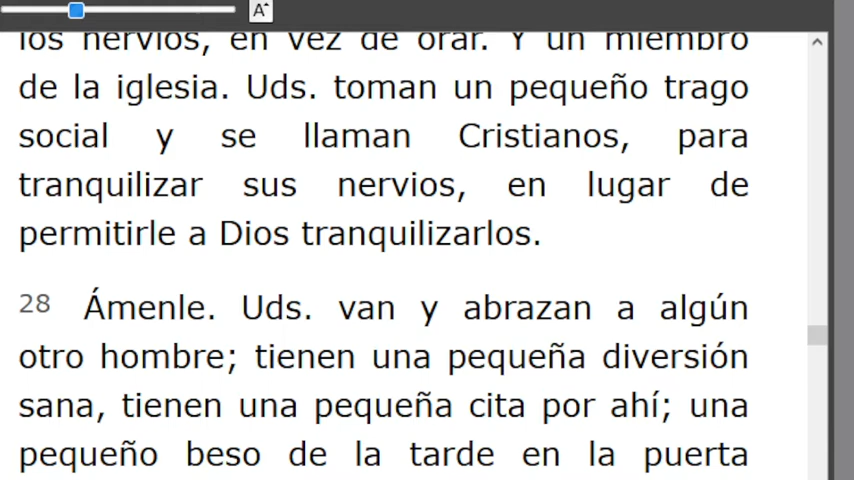 A
los nervios, en vez de orar. Y un miembro
de la iglesia. Uds. toman un pequeño trago
social y se llaman Cristianos, para
tranquilizar sus nervios, en lugar de
permitirle a Dios tranquilizarlos.
28 Ámenle. Uds. van y abrazan a algún
otro hombre; tienen una pequeña diversión
sana, tienen una pequeña cita por ahí; una
pequeño beso de la tarde en la puerta